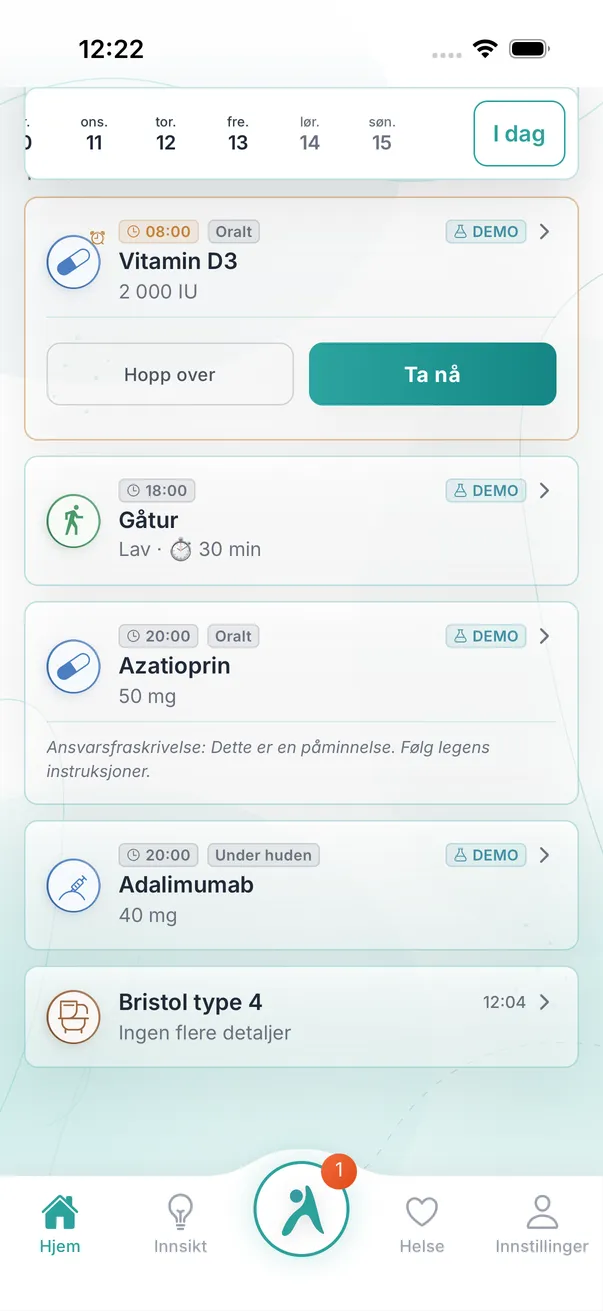 12:22
ons. tor. fre. lør. søn.
11 12 13 14 15
I dag
08:00 Oralt DEMO
Vitamin D3
2 000 IU
Hopp over Ta nå
18:00 DEMO
Gåtur
Lav · 30 min
20:00 Oralt DEMO
Azatioprin
50 mg
Ansvarsfraskrivelse: Dette er en påminnelse. Følg legens
instruksjoner.
20:00 Under huden DEMO
Adalimumab
40 mg
Bristol type 4 12:04
Ingen flere detaljer
1
Hjem Innsikt Helse Innstillinger